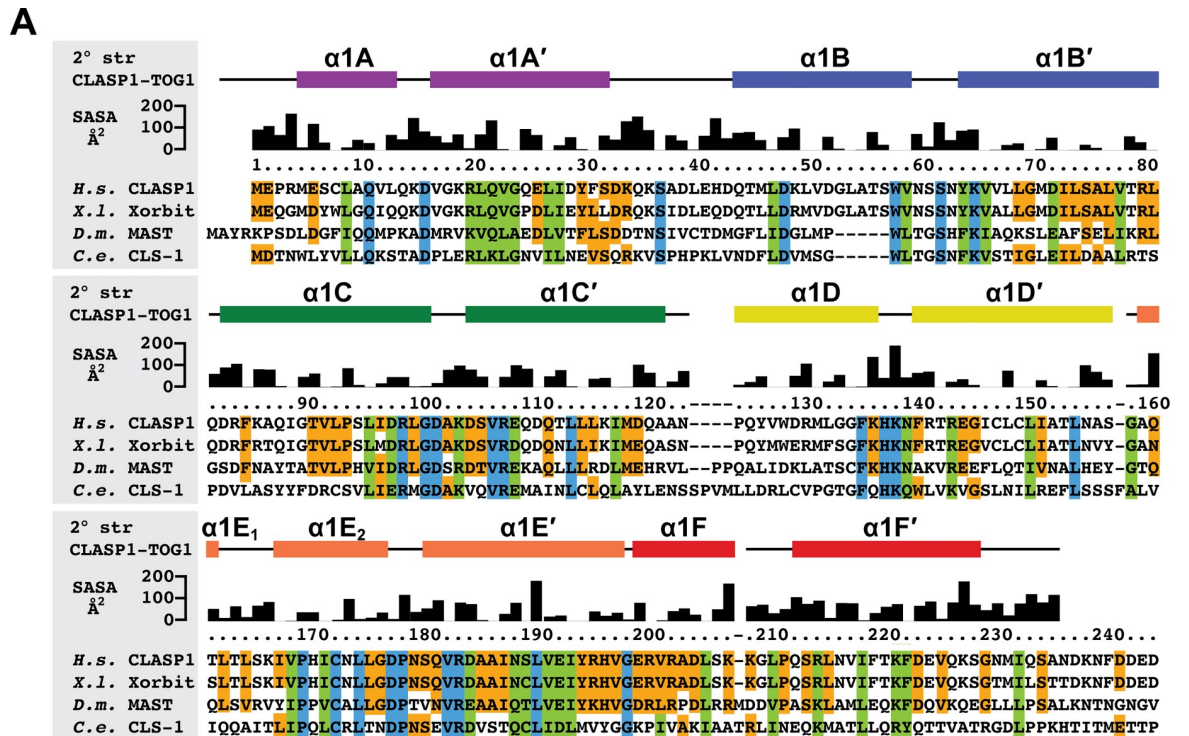 A
2° str
CLASP1-TOG1
α1A α1A′ α1B α1B′
SASA
Å²
200
100
0
1........10........20........30........40........50........60........70........80
H.s. CLASP1 MEPRMESCLAQVLQKDVGKRLQVGQELIDYFSDKQKSADLEHDQTMLDKLVDGLATSWVNSSNYKVVLLGMDILSALVTRL
X.l. Xorbit MEQGMDYWLGQIQQKDVGKRLQVGPDLIEYLLDRQKSIDLEQDQTLLDRMVDGLATSWVNSSNYKVALLGMDILSALVTRL
D.m. MAST MAYRKPSDLDGFIQQMPKADMRVKVQLAEDLVTFLSDDTNSIVCTDMGFLIDGLMP-----WLTGSHFKIAQKSLEAFSELIKRL
C.e. CLS-1 MDTNWLYVLLQKSTADPLERLKLGNVILNEVSQRKVSPHPKLVNDFLDVMSG-----WLTGSNFKVSTIGLEILDAALRTS
2° str
CLASP1-TOG1
α1C α1C′ α1D α1D′
SASA
Å²
200
100
0
........90........100.......110.......120...----.......130.......140.......150.......160
H.s. CLASP1 QDRFKAQIGTVLPSLIDRLGDAKDSVREQDQTLLLKIMDQAAN----PQYVWDRMLGGFKHKNFRTREGICLCLIATLNAS-GAQ
X.l. Xorbit QDRFRTQIGTVLPSLMDRLGDAKDSVRDQDQNLLIKIMEQASN----PQYMWERMFSGFKHKNFRTREGVCLCLIATLNVY-GAN
D.m. MAST GSDFNAYTATVLPHVIDRLGDSRDTVREKAQLLLRDLMEHRVL--PPQALIDKLATSCFKHKNAKVREEFLQTIVNALHEY-GTQ
C.e. CLS-1 PDVLASYYFDRCSVLIERMGDAKVQVREMAINLCLQLAYLENSSPVMLLDRLCVPGTGFQHKQWLVKVGSLNILREFLSSSFALV
2° str
CLASP1-TOG1
α1E₁ α1E₂ α1E′ α1F α1F′
SASA
Å²
200
100
0
170.......180.......190.......200.......-210.......220.......230.......240...
H.s. CLASP1 TLTLSKIVPHICNLLGDPNSQVRDAAINSLVEIYRHVGERVRADLSK-KGLPQSRLNVIFTKFDEVQKSGNMIQSANDKNFDDED
X.l. Xorbit SLTLSKIVPHICNLLGDPNSQVRDAAINCLVEIYRHVGERVRADLSK-KGLPQSRLNVIFTKFDEVQKSGTMILSTTDKNFDDED
D.m. MAST QLSVRVYIPPVCALLGDPTVNVREAAIQTLVEIYKHVGDRLRPDLRRMDDVPASKLAMLEQKFDQVKQEGLLLPSALKNTNGNGV
C.e. CLS-1 IQQAITLIPQLCRLTNDPNSEVRDVSTQCLIDLMVYGGKPIVAKIAATRLINEQKMATLLQRYQTTVATRGDLPPKHTITMETTP